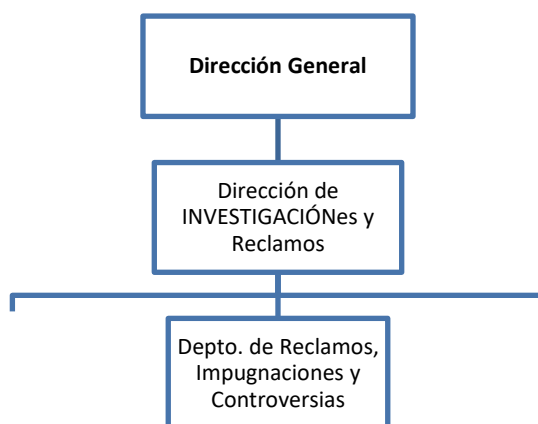 Dirección General
Dirección de
INVESTIGACIÓNes y
Reclamos
Depto. de Reclamos,
Impugnaciones y
Controversias